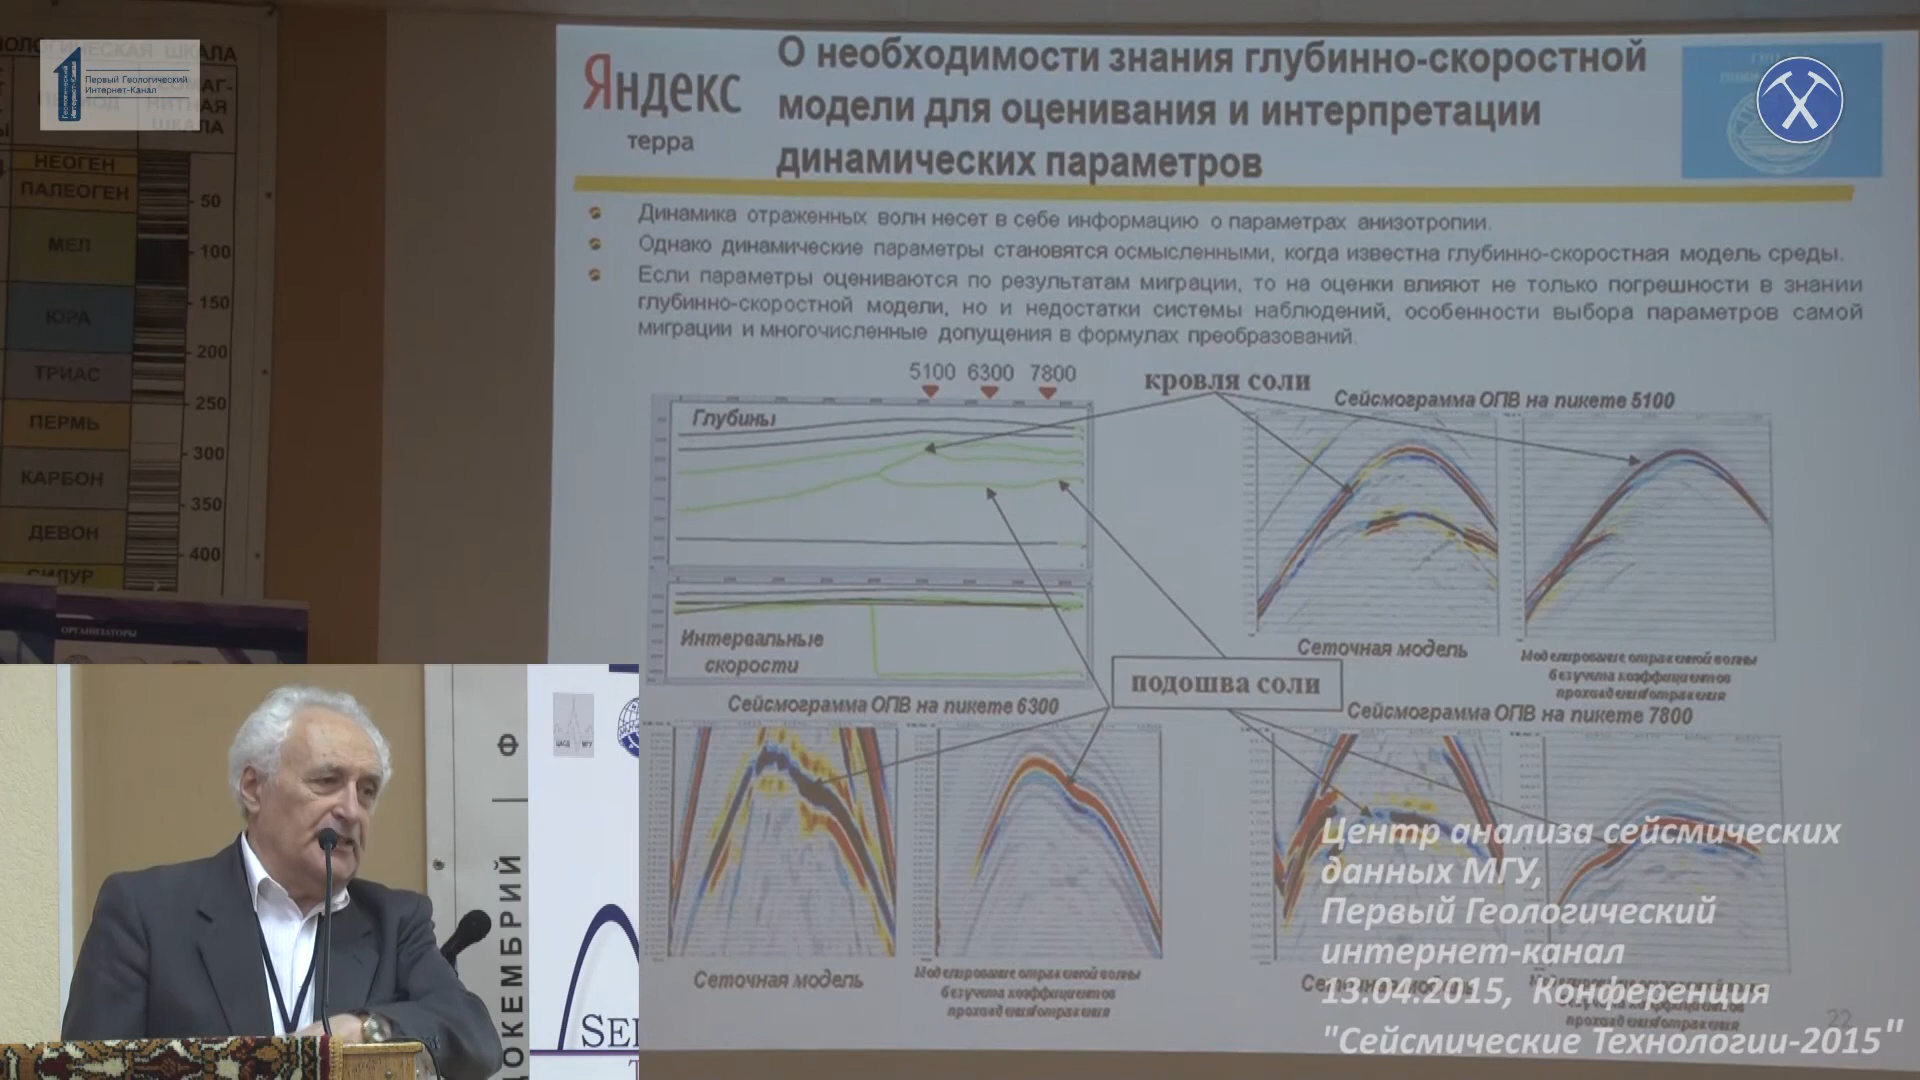 ШКАЛА
Первый Геологический
Интернет-Канал
НЕОГЕН
ПАЛЕОГЕН
МЕЛ
ЮРА
ТРИАС
ПЕРМЬ
КАРБОН
ДЕВОН
СИЛУР
50
100
150
200
250
300
350
400
ОРГАНИЗАТОРЫ
Яндекс
терра
О необходимости знания глубинно-скоростной
модели для оценивания и интерпретации
динамических параметров
Динамика отраженных волн несет в себе информацию о параметрах анизотропии.
Однако динамические параметры становятся осмысленными, когда известна глубинно-скоростная модель среды.
Если параметры оцениваются по результатам миграции, то на оценки влияют не только погрешности в знании
глубинно-скоростной модели, но и недостатки системы наблюдений, особенности выбора параметров самой
миграции и многочисленные допущения в формулах преобразований.
5100 6300 7800
кровля соли
Глубины
Сейсмограмма ОПВ на пикете 5100
Интервальные
скорости
Сеточная модель
Моделирование отраженной волны
без учета коэффициентов
прохождения/отражения
подошва соли
Сейсмограмма ОПВ на пикете 6300
Сейсмограмма ОПВ на пикете 7800
Сеточная модель
Моделирование отраженной волны
без учета коэффициентов
прохождения/отражения
прохождения/отражения
22
Центр анализа сейсмических
данных МГУ,
Первый Геологический
интернет-канал
13.04.2015, Конференция
"Сейсмические Технологии-2015"
ДОКЕМБРИЙ
Ф
ЦАСД МГУ
SEI